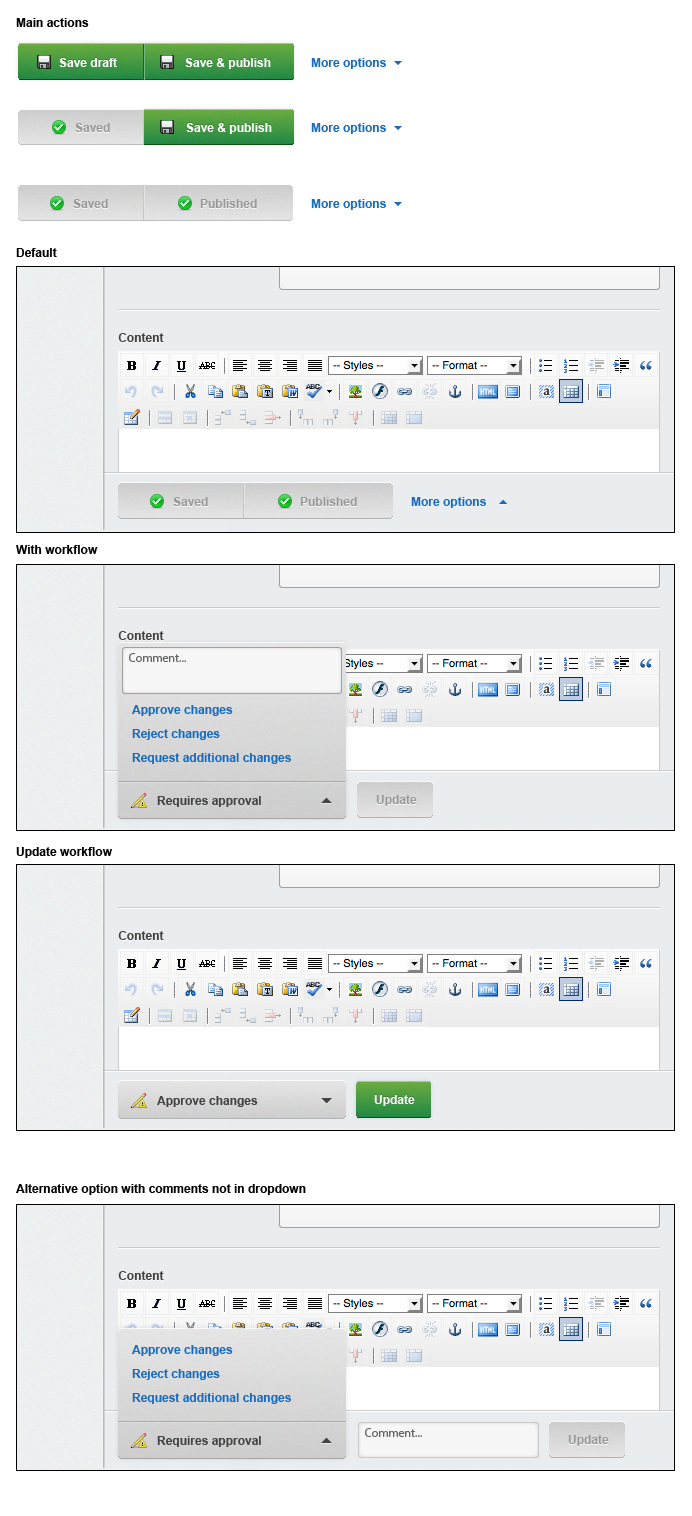 Main actions
Save draft Save & publish More options
Saved Save & publish More options
Saved Published More options
Default
Content
B I U ABC -- Styles -- -- Format --
ABC HTML a
Saved Published More options
With workflow
Content
Comment...
Styles -- -- Format --
HTML a
Approve changes
Reject changes
Request additional changes
Requires approval Update
Update workflow
Content
B I U ABC -- Styles -- -- Format --
ABC HTML a
Approve changes Update
Alternative option with comments not in dropdown
Content
B I U ABC -- Styles -- -- Format --
ABC HTML a
Approve changes
Reject changes
Request additional changes
Requires approval Comment... Update